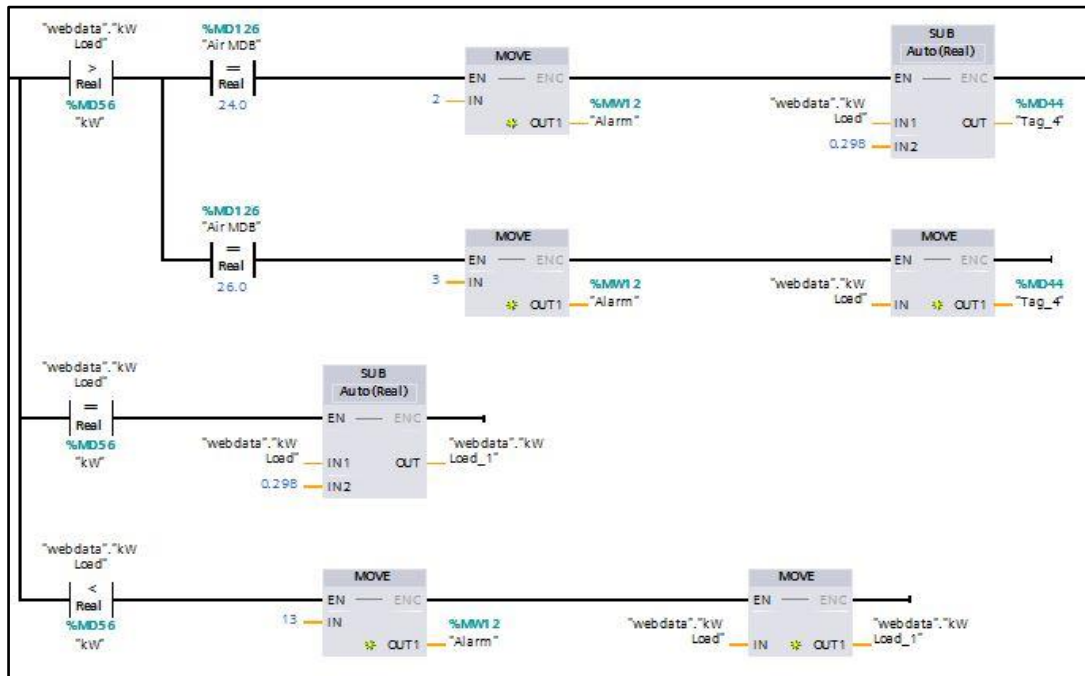 "webdata"."kW
Load"
>
Real
%MD56
"kW"
%MD126
"Air MDB"
==
Real
24.0
MOVE
EN ENO
2 IN
OUT1
%MW12
"Alarm"
SUB
Auto (Real)
EN ENO
"webdata"."kW
Load" IN1
0.298 IN2
OUT
%MD44
"Tag_4"
%MD126
"Air MDB"
==
Real
26.0
MOVE
EN ENO
3 IN
OUT1
%MW12
"Alarm"
MOVE
EN ENO
"webdata"."kW
Load" IN
OUT1
%MD44
"Tag_4"
"webdata"."kW
Load"
==
Real
%MD56
"kW"
SUB
Auto (Real)
EN ENO
"webdata"."kW
Load" IN1
0.298 IN2
OUT
"webdata"."kW
Load_1"
"webdata"."kW
Load"
<
Real
%MD56
"kW"
MOVE
EN ENO
13 IN
OUT1
%MW12
"Alarm"
MOVE
EN ENO
"webdata"."kW
Load" IN
OUT1
"webdata"."kW
Load_1"